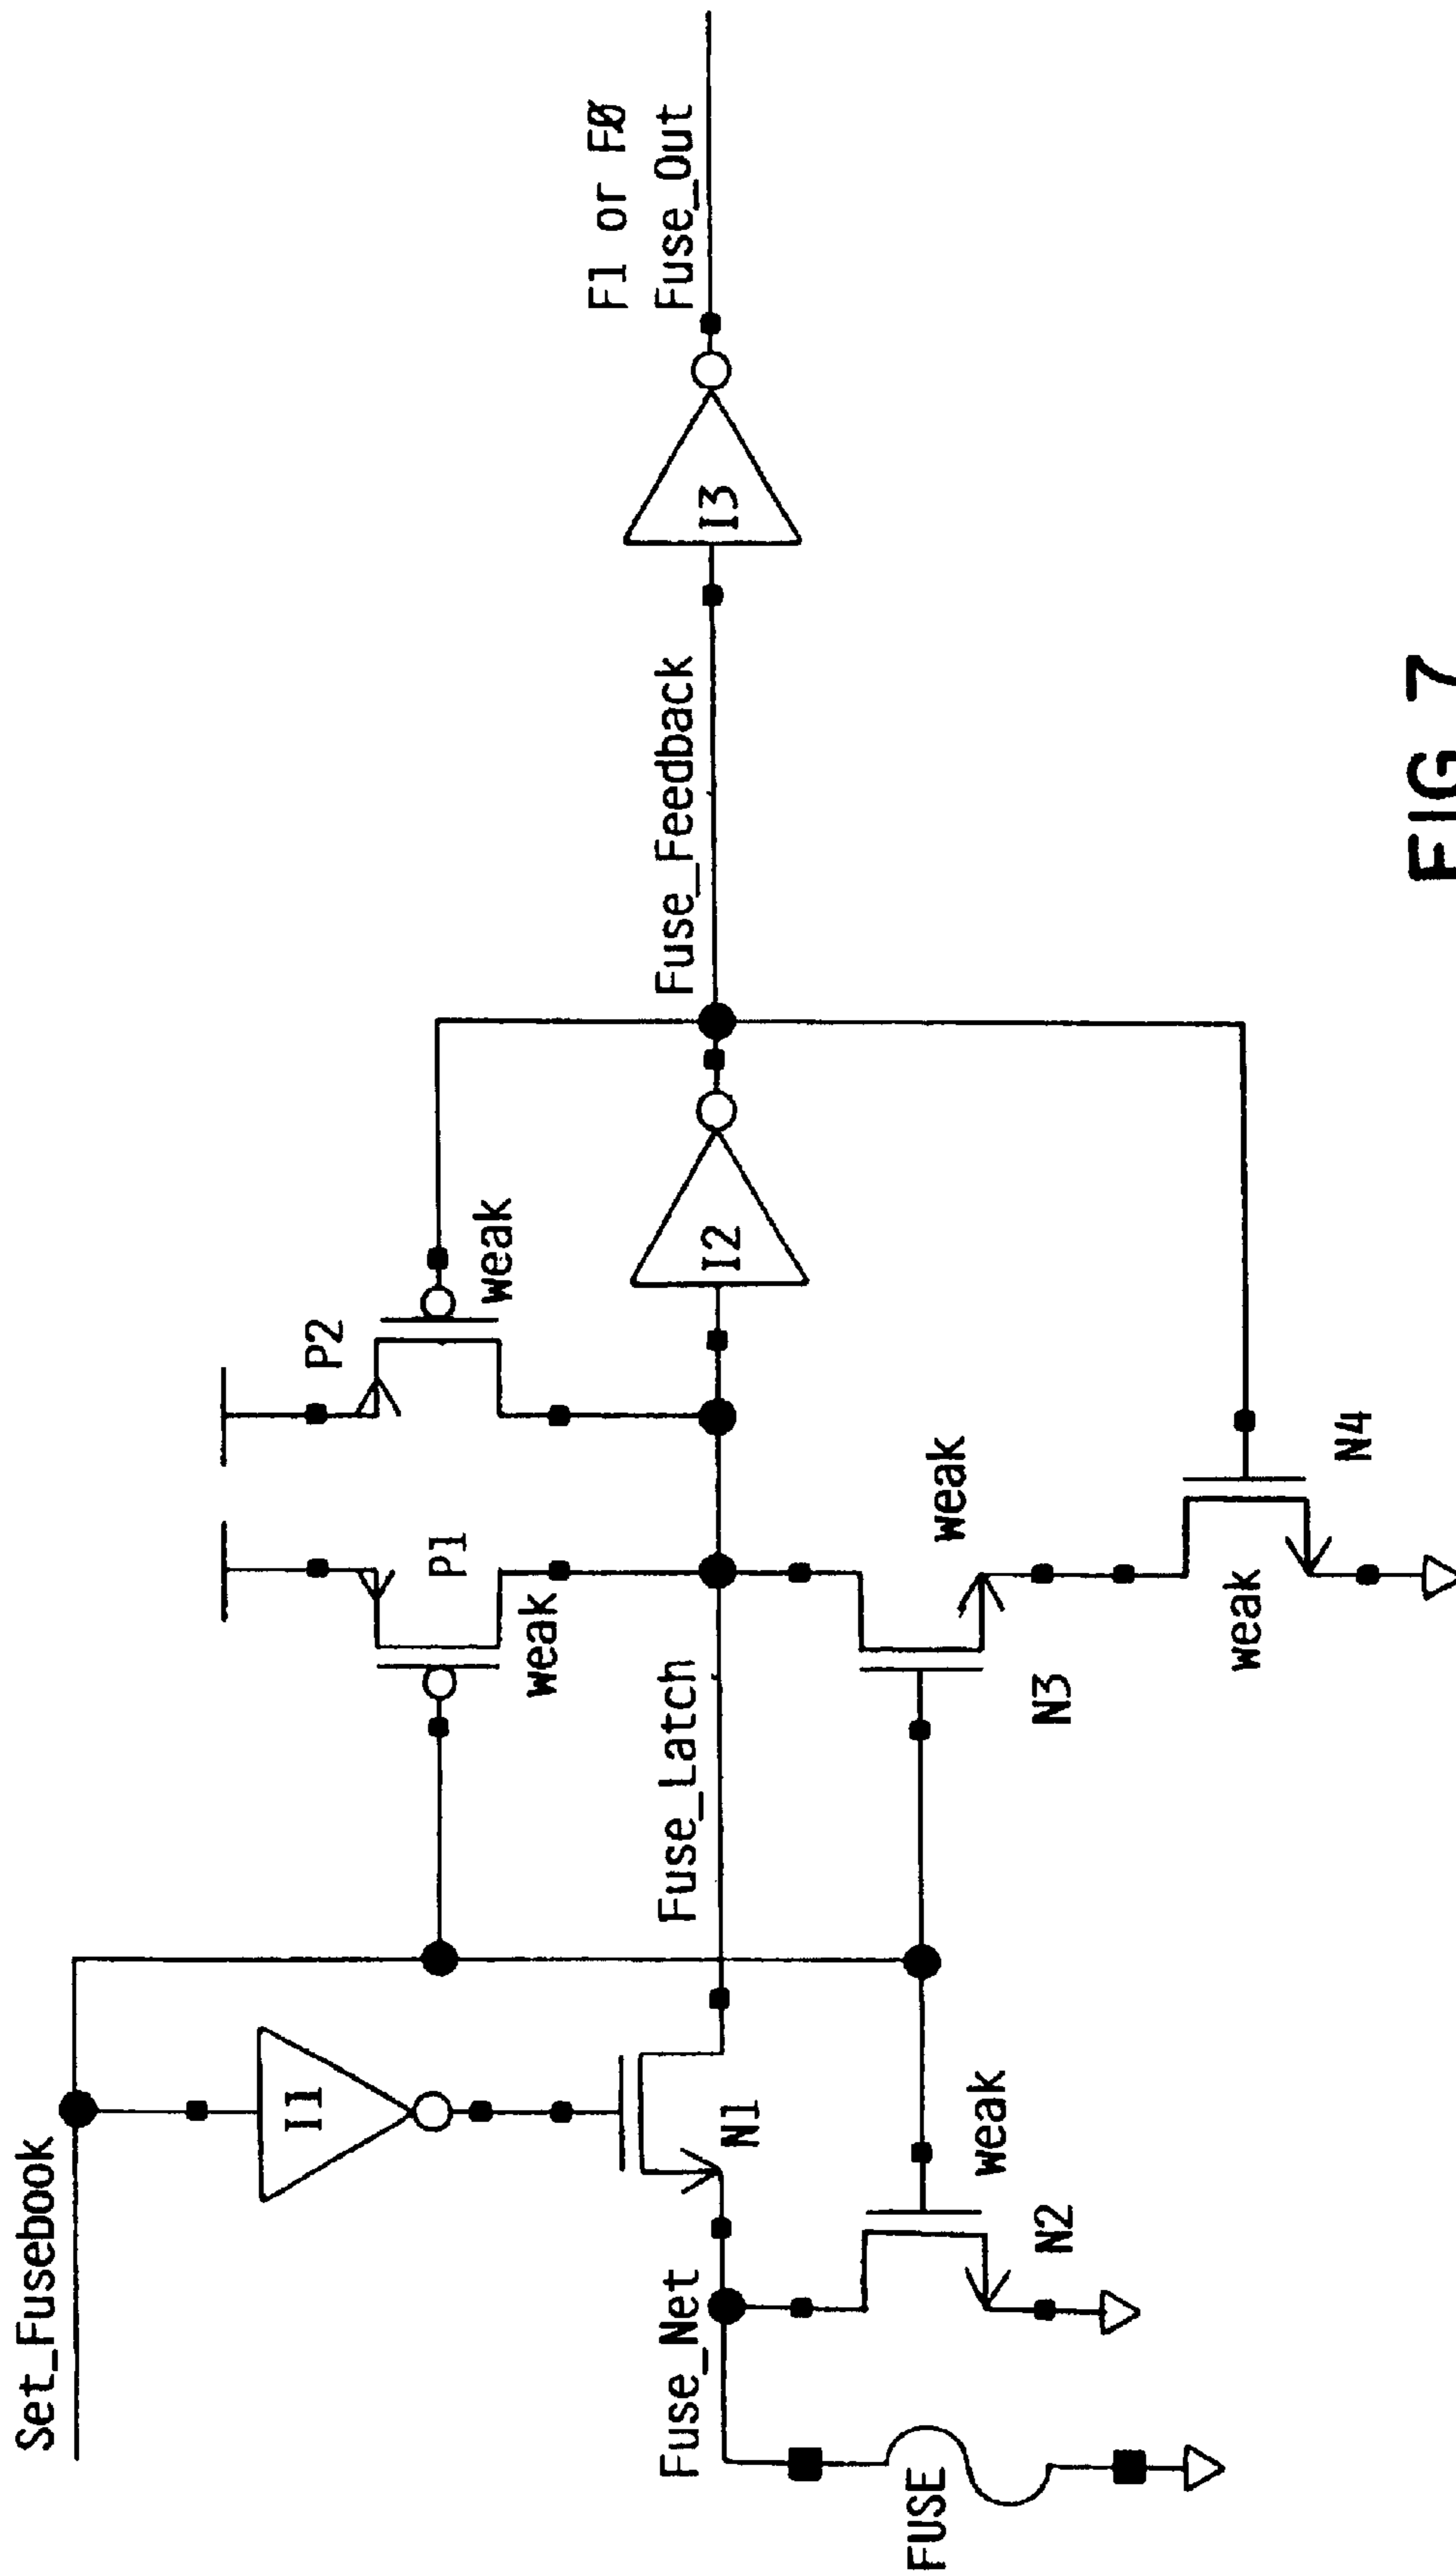 Set_Fusebook
I1
P1
weak
P2
weak
F1 or FØ
Fuse_Out
Fuse_Net
N1
Fuse_Latch
I2
Fuse_Feedback
I3
FUSE
N2
weak
N3
weak
weak
N4
FIG 7